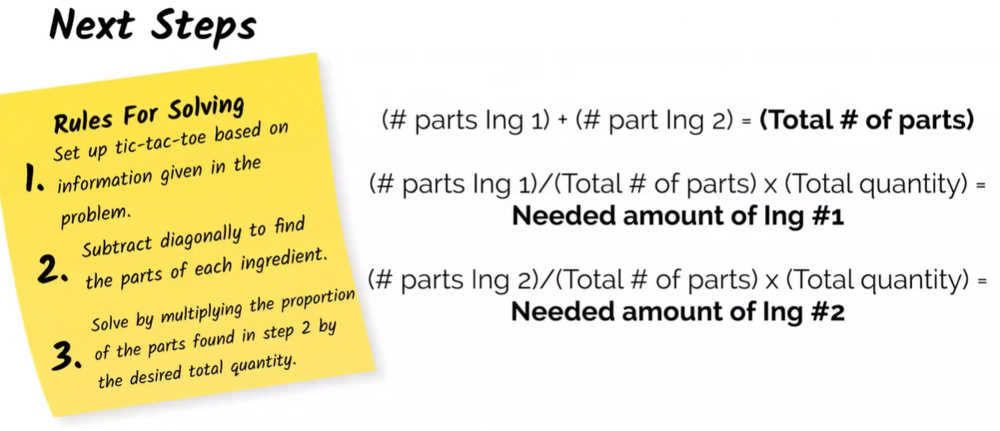 Next Steps
Rules For Solving
1. Set up tic-tac-toe based on
information given in the
problem.
2. Subtract diagonally to find
the parts of each ingredient.
3. Solve by multiplying the proportion
of the parts found in step 2 by
the desired total quantity.
(# parts Ing 1) + (# part Ing 2) = (Total # of parts)
(# parts Ing 1)/(Total # of parts) x (Total quantity) =
Needed amount of Ing #1
(# parts Ing 2)/(Total # of parts) x (Total quantity) =
Needed amount of Ing #2